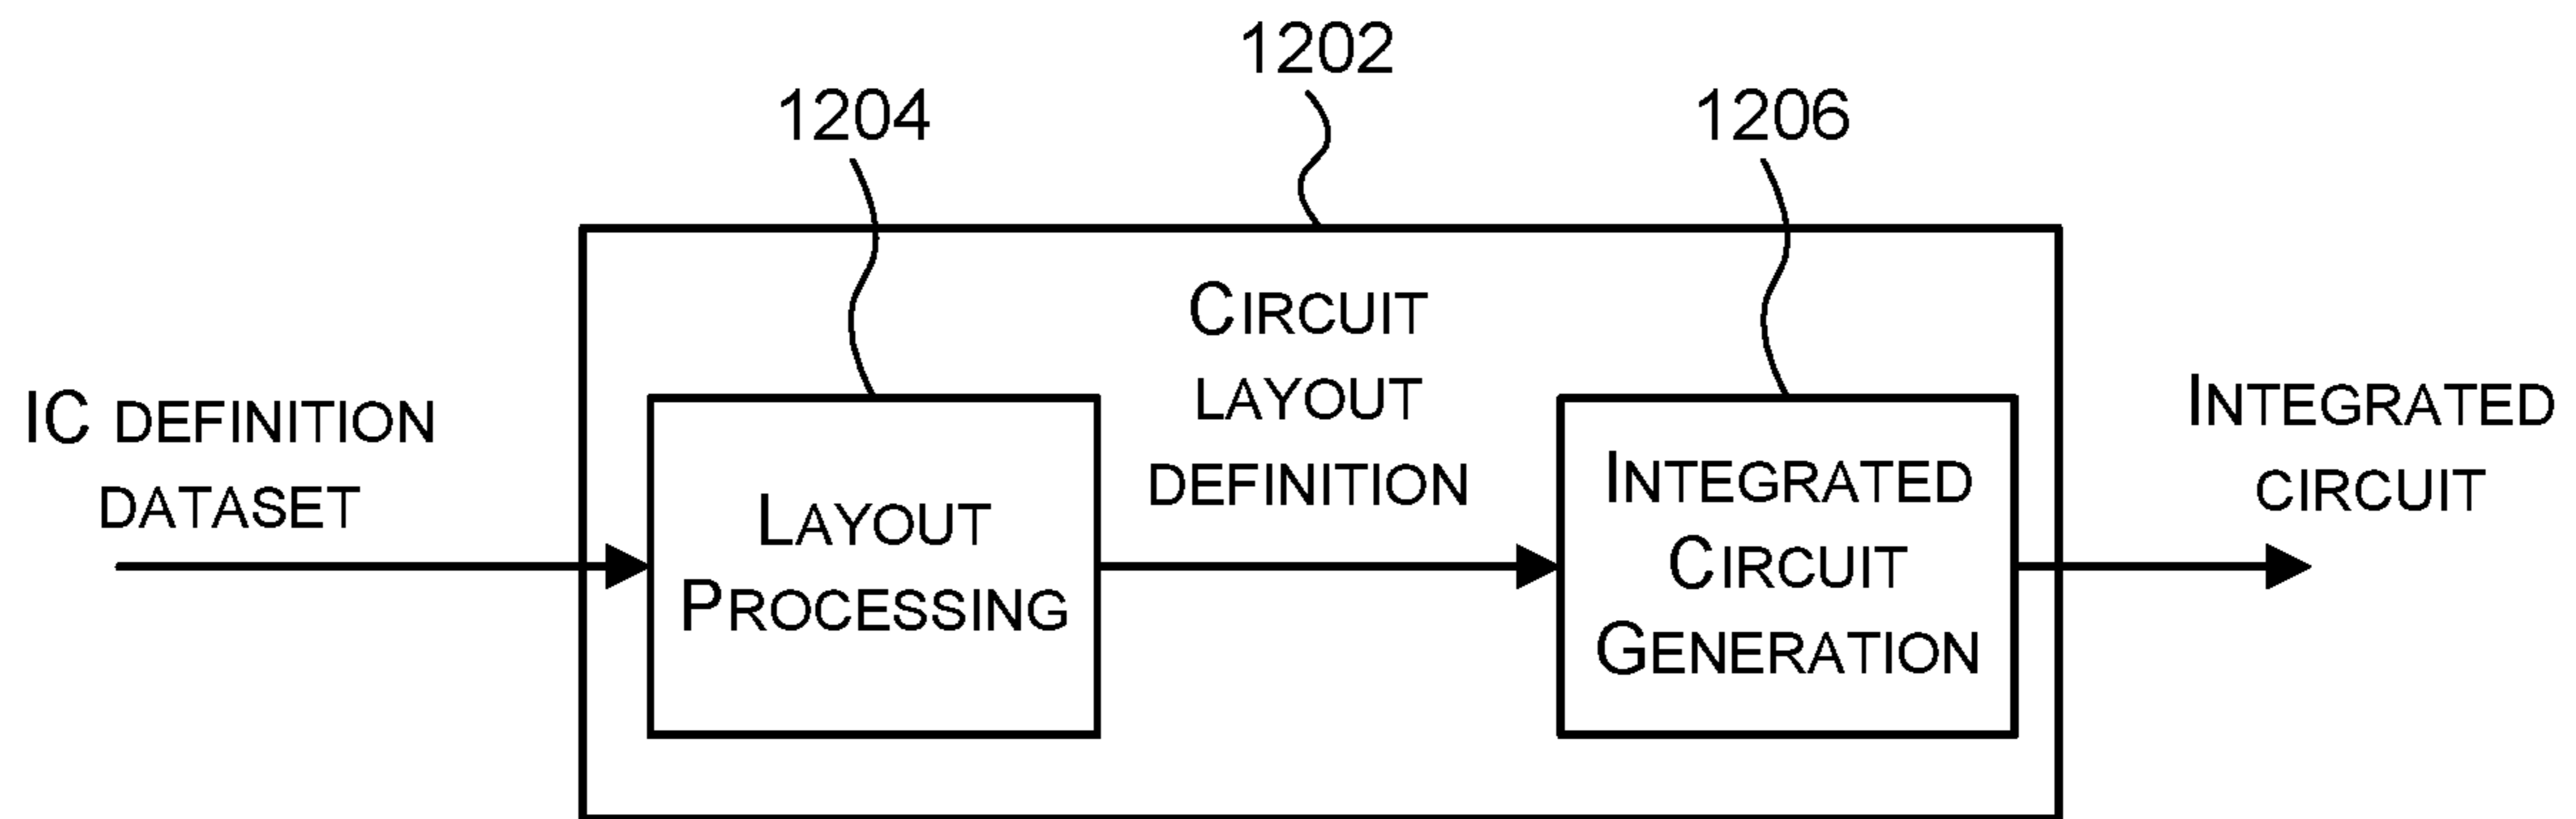 1202
1204
1206
IC DEFINITION
DATASET
LAYOUT
PROCESSING
CIRCUIT
LAYOUT
DEFINITION
INTEGRATED
CIRCUIT
GENERATION
INTEGRATED
CIRCUIT